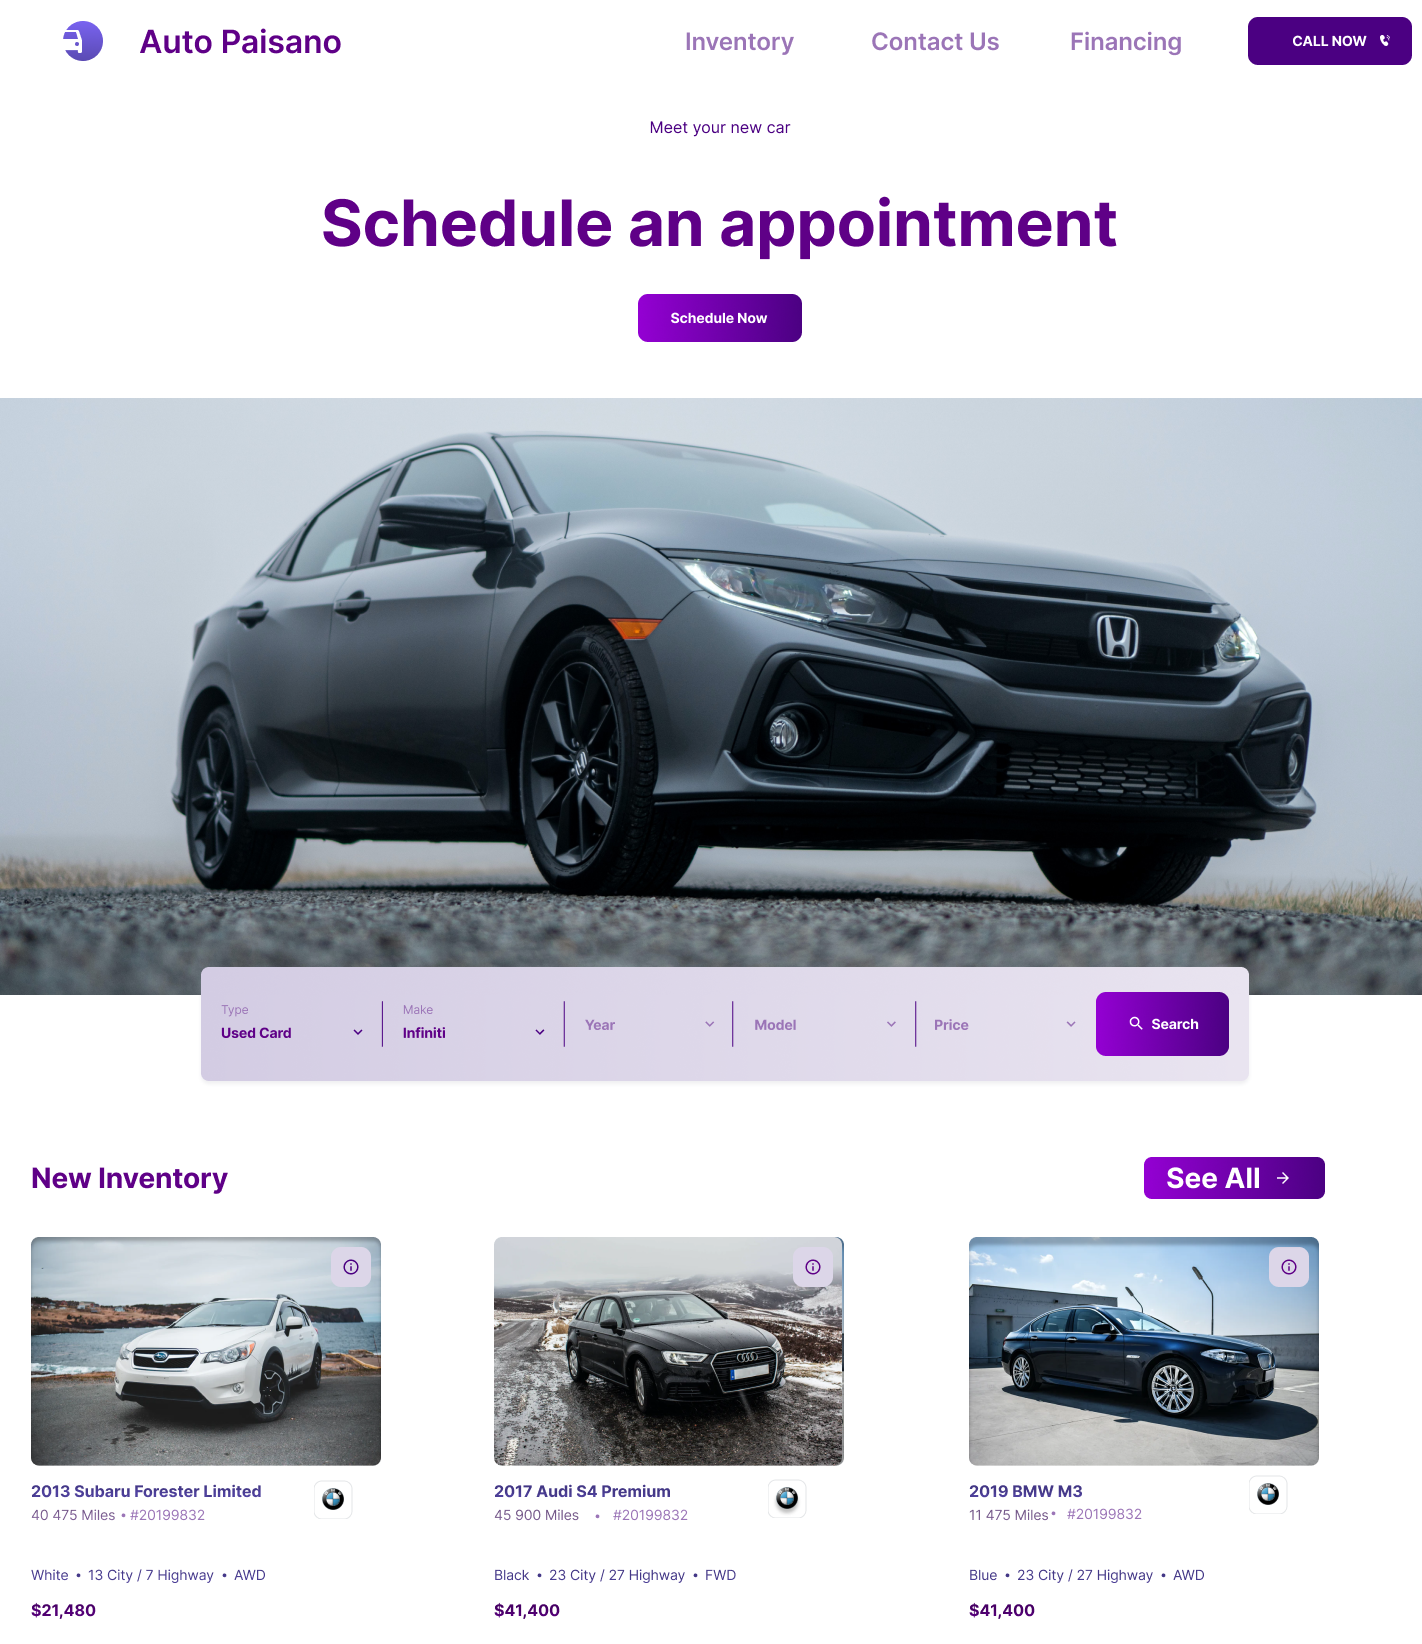 Auto Paisano
Inventory
Contact Us
Financing
CALL NOW
Meet your new car
Schedule an appointment
Schedule Now
Type
Used Card
Make
Infiniti
Year
Model
Price
Search
New Inventory
See All
2013 Subaru Forester Limited
40 475 Miles • #20199832
White • 13 City / 7 Highway • AWD
$21,480
2017 Audi S4 Premium
45 900 Miles • #20199832
Black • 23 City / 27 Highway • FWD
$41,400
2019 BMW M3
11 475 Miles • #20199832
Blue • 23 City / 27 Highway • AWD
$41,400